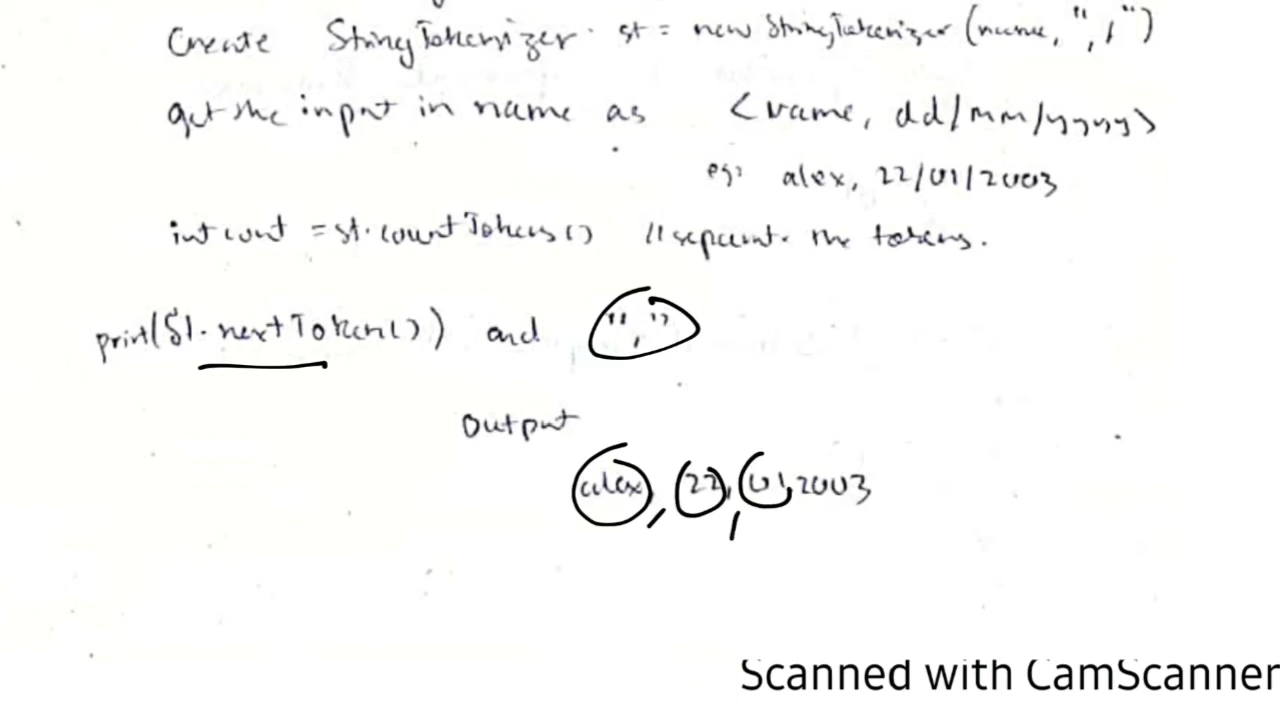 Create StringTokenizer st = new StringTokenizer (name, ",")
get the input in name as <name, dd/mm/yyyy>
eg: alex, 22/01/2003
int count = st.countTokens() // separate the tokens.
print(St.nextToken()) and ","
Output
alex, 22, 01, 2003
Scanned with CamScanner